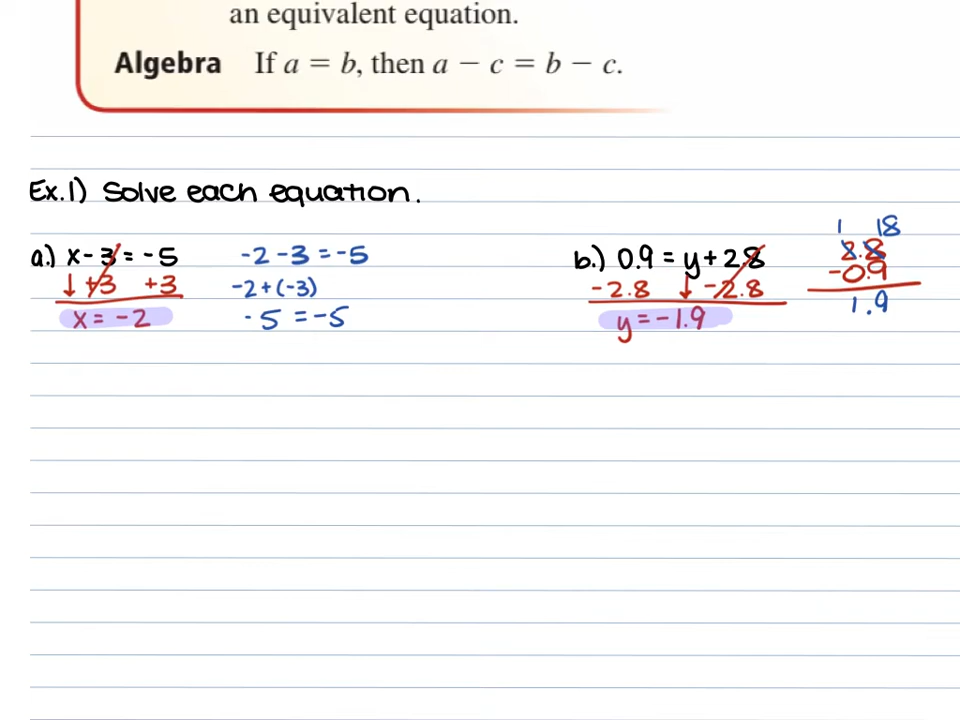 an equivalent equation.
Algebra If a = b, then a − c = b − c.
Ex.1) Solve each equation.
a.) x - 3 = -5
↓ +3 +3
x = -2
-2 - 3 = -5
-2 + (-3)
-5 = -5
b.) 0.9 = y + 2.8
-2.8 ↓ -2.8
y = -1.9
1 18
2.8
-0.9
1.9